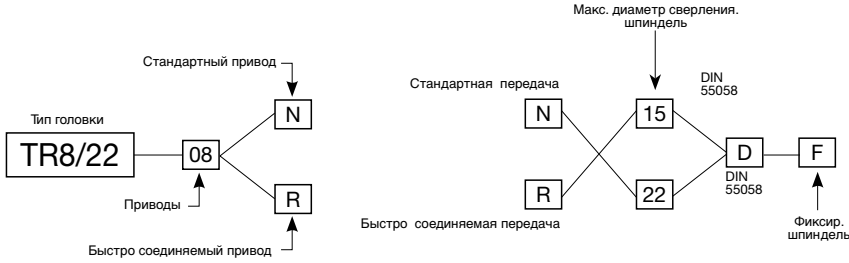 Макс. диаметр сверления.
шпиндель
Стандартный привод
Стандартная передача
DIN
55058
Тип головки
N
N
15
TR8/22
08
D
F
DIN
55058
R
R
22
Приводы
Быстро соединяемая передача
Фиксир.
шпиндель
Быстро соединяемый привод